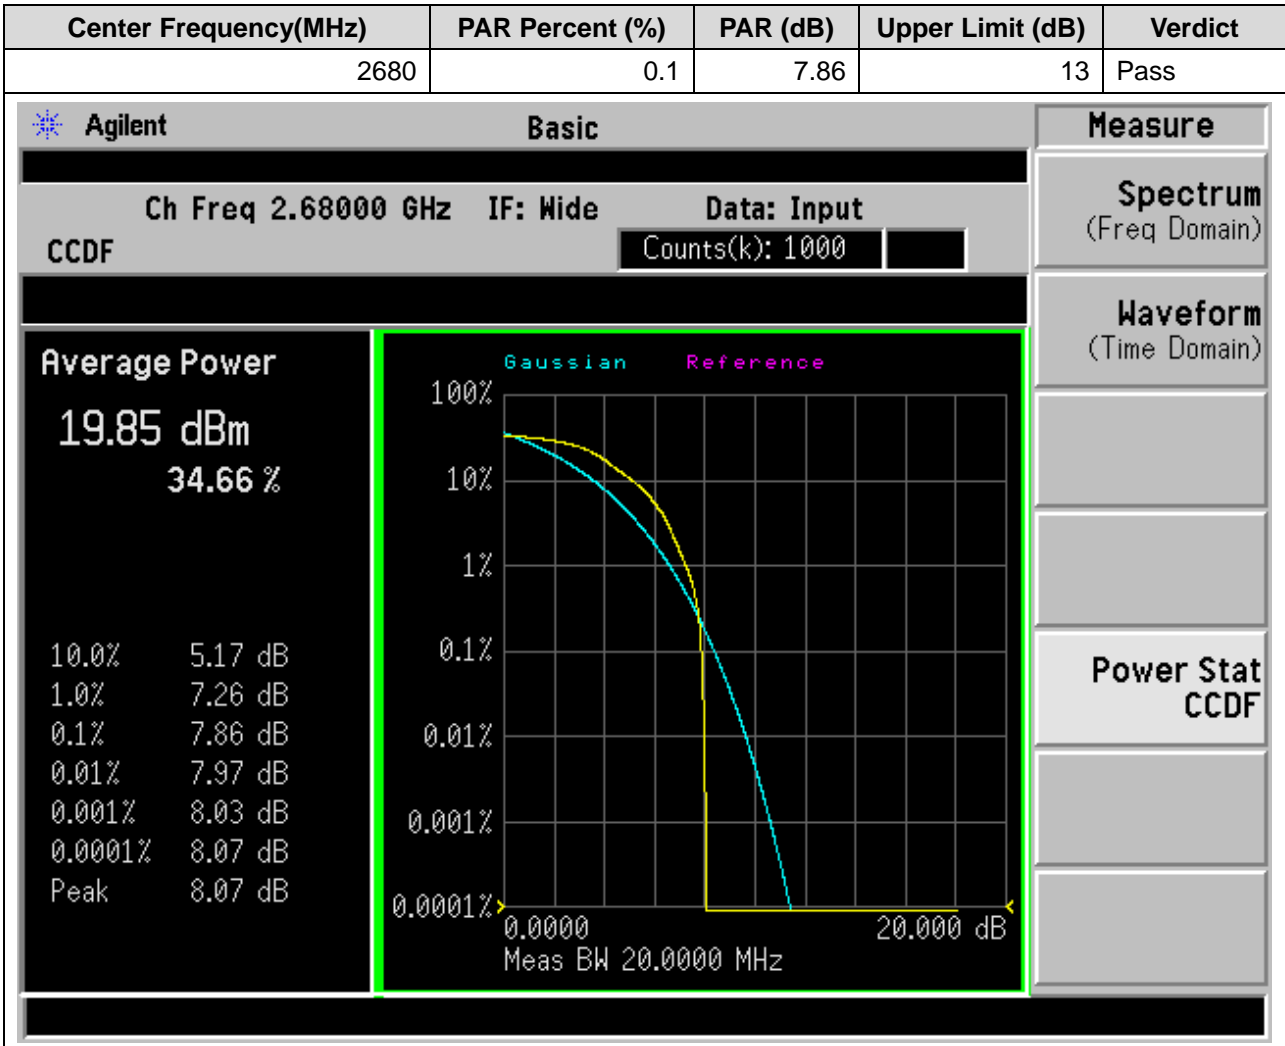 Center Frequency(MHz) PAR Percent (%) PAR (dB) Upper Limit (dB) Verdict
2680 0.1 7.86 13 Pass
Agilent Basic Measure
Ch Freq 2.68000 GHz IF: Wide Data: Input
CCDF Counts(k): 1000
Spectrum
(Freq Domain)
Waveform
(Time Domain)
Power Stat
CCDF
Average Power
19.85 dBm
34.66 %
10.0% 5.17 dB
1.0% 7.26 dB
0.1% 7.86 dB
0.01% 7.97 dB
0.001% 8.03 dB
0.0001% 8.07 dB
Peak 8.07 dB
Gaussian Reference
100%
10%
1%
0.1%
0.01%
0.001%
0.0001%
0.0000 20.000 dB
Meas BW 20.0000 MHz